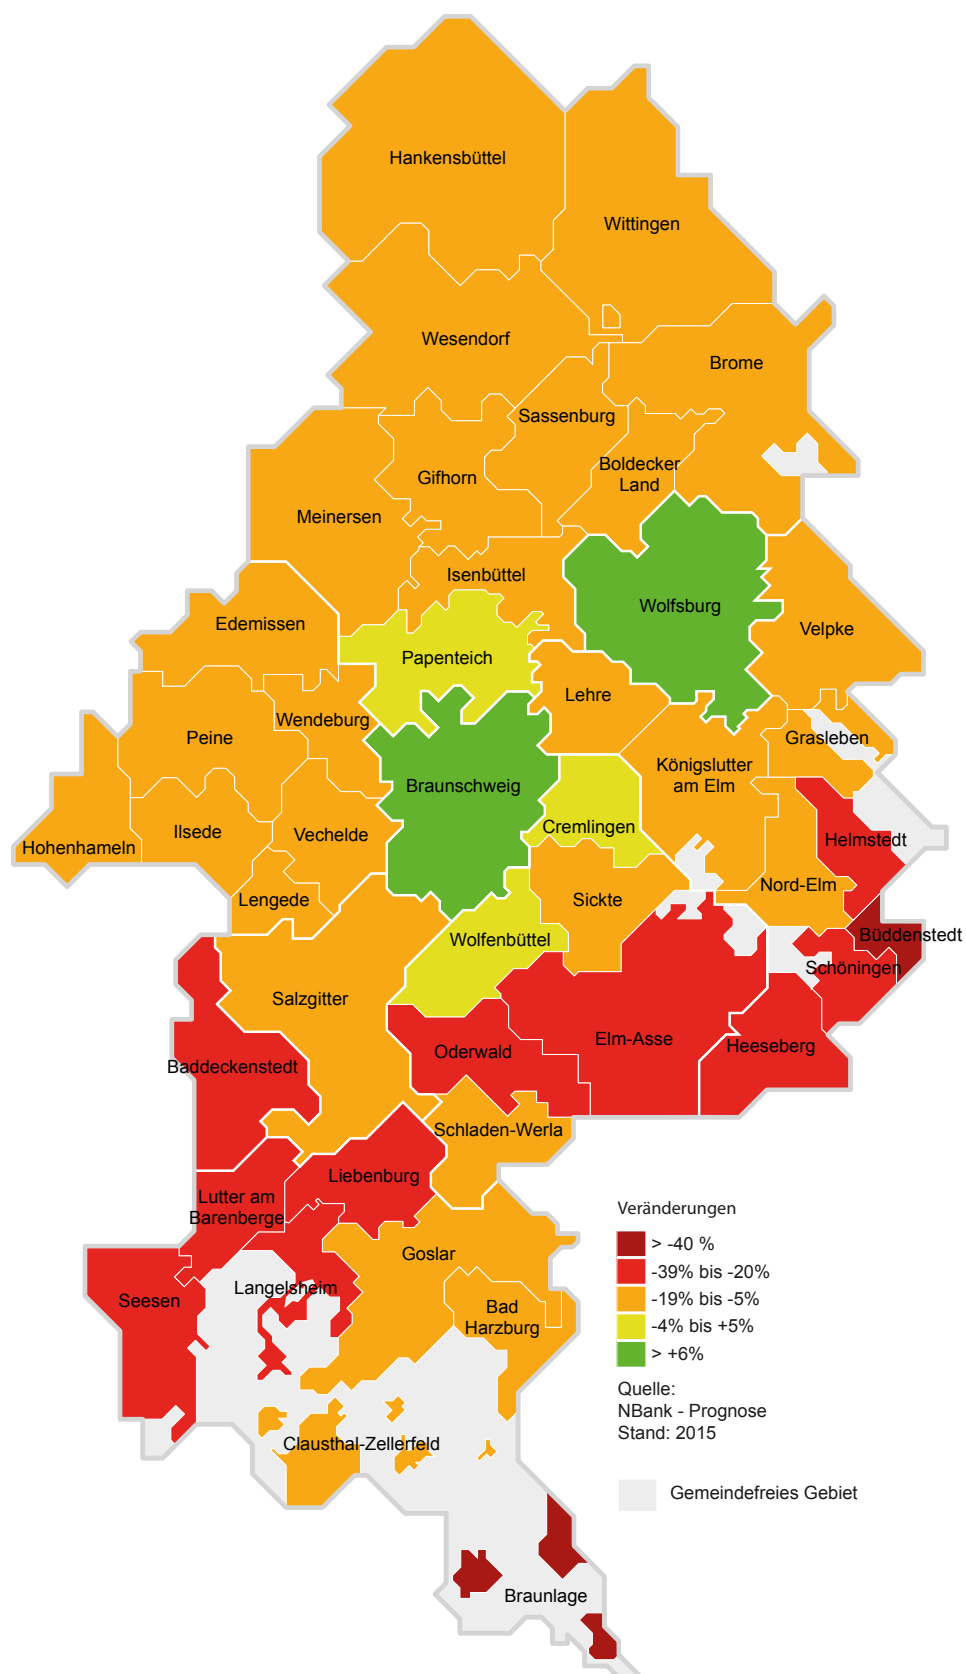 Hankensbüttel
Wittingen
Wesendorf
Brome
Sassenburg
Boldecker
Land
Gifhorn
Meinersen
Isenbüttel
Wolfsburg
Edemissen
Velpke
Papenteich
Lehre
Wendeburg
Peine
Grasleben
Königslutter
am Elm
Braunschweig
Cremlingen
Ilsede
Vechelde
Helmstedt
Hohenhameln
Nord-Elm
Lengede
Sickte
Büddenstedt
Wolfenbüttel
Schöningen
Salzgitter
Elm-Asse
Heeseberg
Oderwald
Baddeckenstedt
Schladen-Werla
Liebenburg
Lutter am
Barenberge
Goslar
Langelsheim
Seesen
Bad
Harzburg
Clausthal-Zellerfeld
Braunlage
Veränderungen
> -40 %
-39% bis -20%
-19% bis -5%
-4% bis +5%
> +6%
Quelle:
NBank - Prognose
Stand: 2015
Gemeindefreies Gebiet